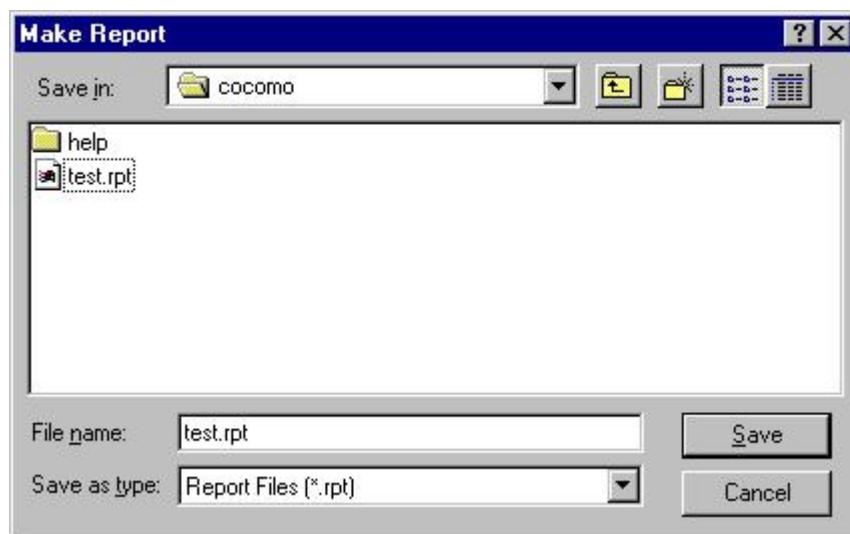 Make Report
Save in: cocomo
help
test.rpt
File name: test.rpt Save
Save as type: Report Files (*.rpt) Cancel